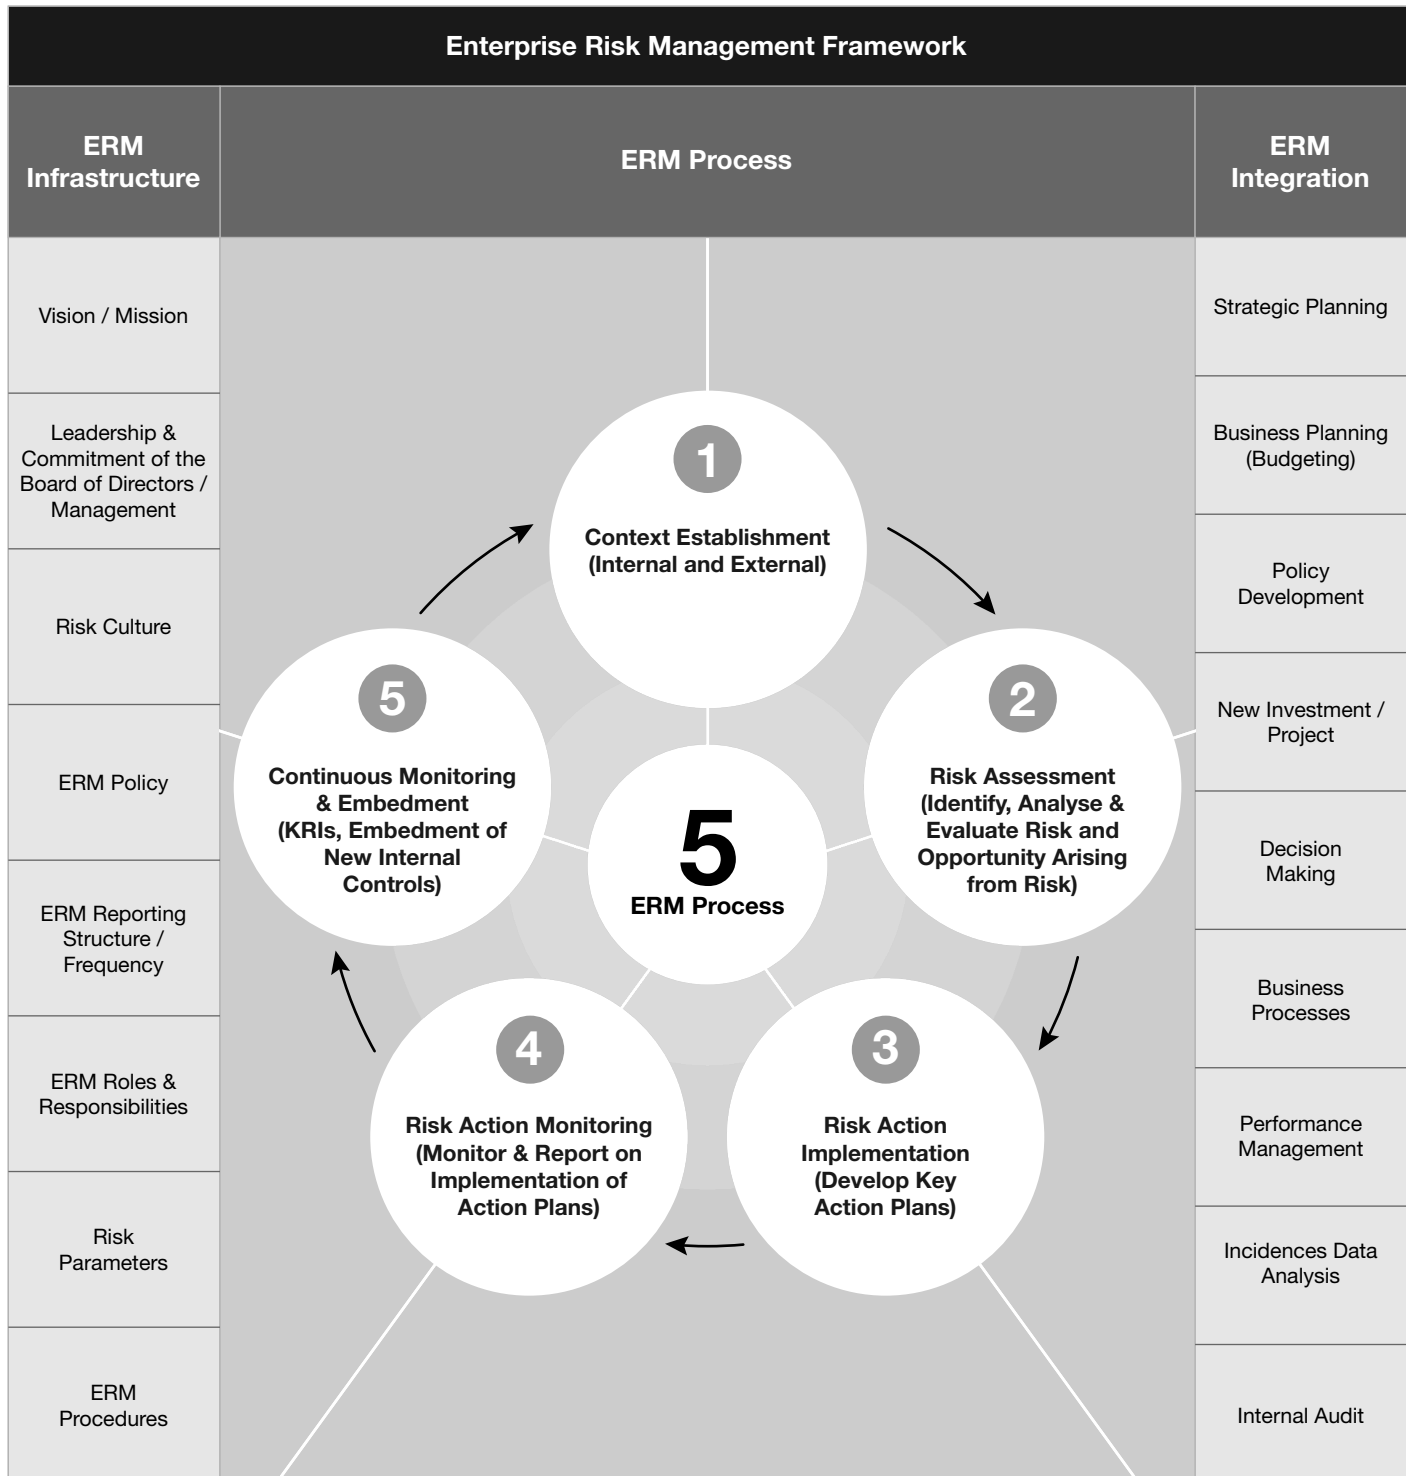 Enterprise Risk Management Framework
ERM
Infrastructure
ERM Process
ERM
Integration
Vision / Mission
Leadership &
Commitment of the
Board of Directors /
Management
Risk Culture
ERM Policy
ERM Reporting
Structure /
Frequency
ERM Roles &
Responsibilities
Risk
Parameters
ERM
Procedures
1
Context Establishment
(Internal and External)
2
Risk Assessment
(Identify, Analyse &
Evaluate Risk and
Opportunity Arising
from Risk)
3
Risk Action
Implementation
(Develop Key
Action Plans)
4
Risk Action Monitoring
(Monitor & Report on
Implementation of
Action Plans)
5
Continuous Monitoring
& Embedment
(KRIs, Embedment of
New Internal
Controls)
5
ERM Process
Strategic Planning
Business Planning
(Budgeting)
Policy
Development
New Investment /
Project
Decision
Making
Business
Processes
Performance
Management
Incidences Data
Analysis
Internal Audit